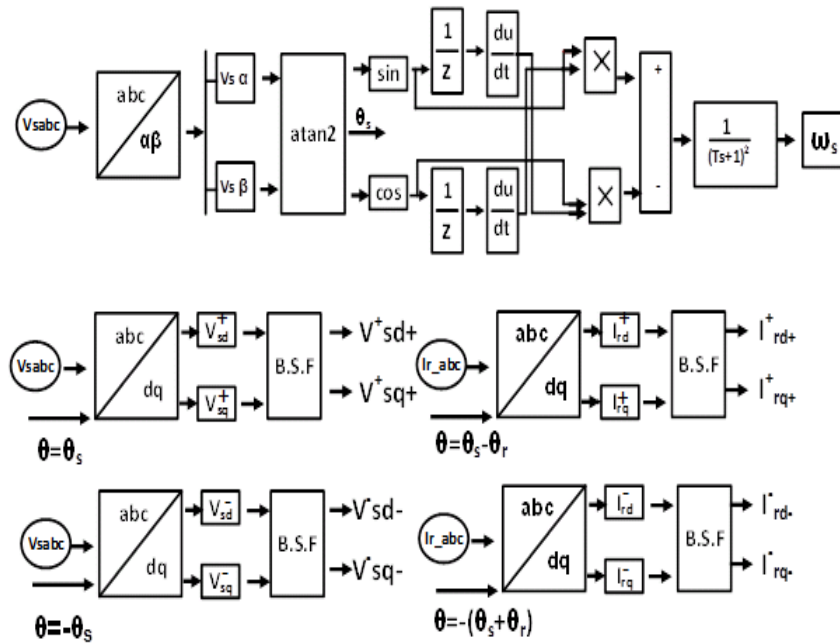 Vsabc
abc
αβ
Vs α
Vs β
atan2
θs
sin
cos
1/z
du/dt
1/z
du/dt
X
X
+
-
1/(Ts+1)²
ωs
Vsabc
abc
dq
θ=θs
V+sd
V+sq
B.S.F
V+sd+
V+sq+
Ir_abc
abc
dq
θ=θs-θr
I+rd
I+rq
B.S.F
I+rd+
I+rq+
Vsabc
abc
dq
θ=-θs
V-sd
V-sq
B.S.F
V-sd-
V-sq-
Ir_abc
abc
dq
θ=-(θs+θr)
I-rd
I-rq
B.S.F
I-rd-
I-rq-